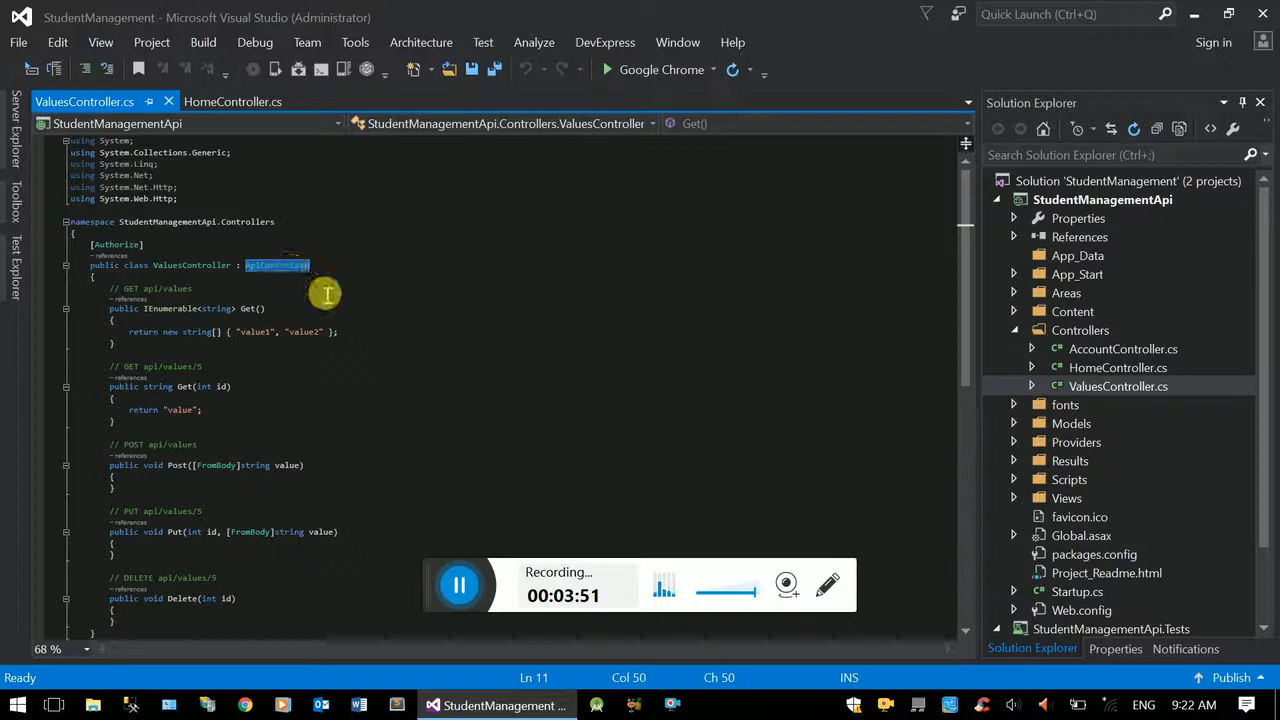 StudentManagement - Microsoft Visual Studio (Administrator)
Quick Launch (Ctrl+Q)
File Edit View Project Build Debug Team Tools Architecture Test Analyze DevExpress Window Help
Sign in
Google Chrome
Server Explorer
Toolbox
Test Explorer
ValuesController.cs
HomeController.cs
StudentManagementApi
StudentManagementApi.Controllers.ValuesController
Get()
using System;
using System.Collections.Generic;
using System.Linq;
using System.Net;
using System.Net.Http;
using System.Web.Http;
namespace StudentManagementApi.Controllers
{
[Authorize]
- references
public class ValuesController :
{
// GET api/values
- references
public IEnumerable<string> Get()
{
return new string[] { "value1", "value2" };
}
// GET api/values/5
- references
public string Get(int id)
{
return "value";
}
// POST api/values
- references
public void Post([FromBody]string value)
{
}
// PUT api/values/5
- references
public void Put(int id, [FromBody]string value)
{
}
// DELETE api/values/5
- references
public void Delete(int id)
{
}
}
68 %
Recording...
00:03:51
Solution Explorer
Search Solution Explorer (Ctrl+;)
Solution 'StudentManagement' (2 projects)
StudentManagementApi
Properties
References
App_Data
App_Start
Areas
Content
Controllers
AccountController.cs
HomeController.cs
ValuesController.cs
fonts
Models
Providers
Results
Scripts
Views
favicon.ico
Global.asax
packages.config
Project_Readme.html
Startup.cs
Web.config
StudentManagementApi.Tests
Solution Explorer Properties Notifications
Ready
Ln 11
Col 50
Ch 50
INS
Publish
StudentManagement ...
ENG
9:22 AM